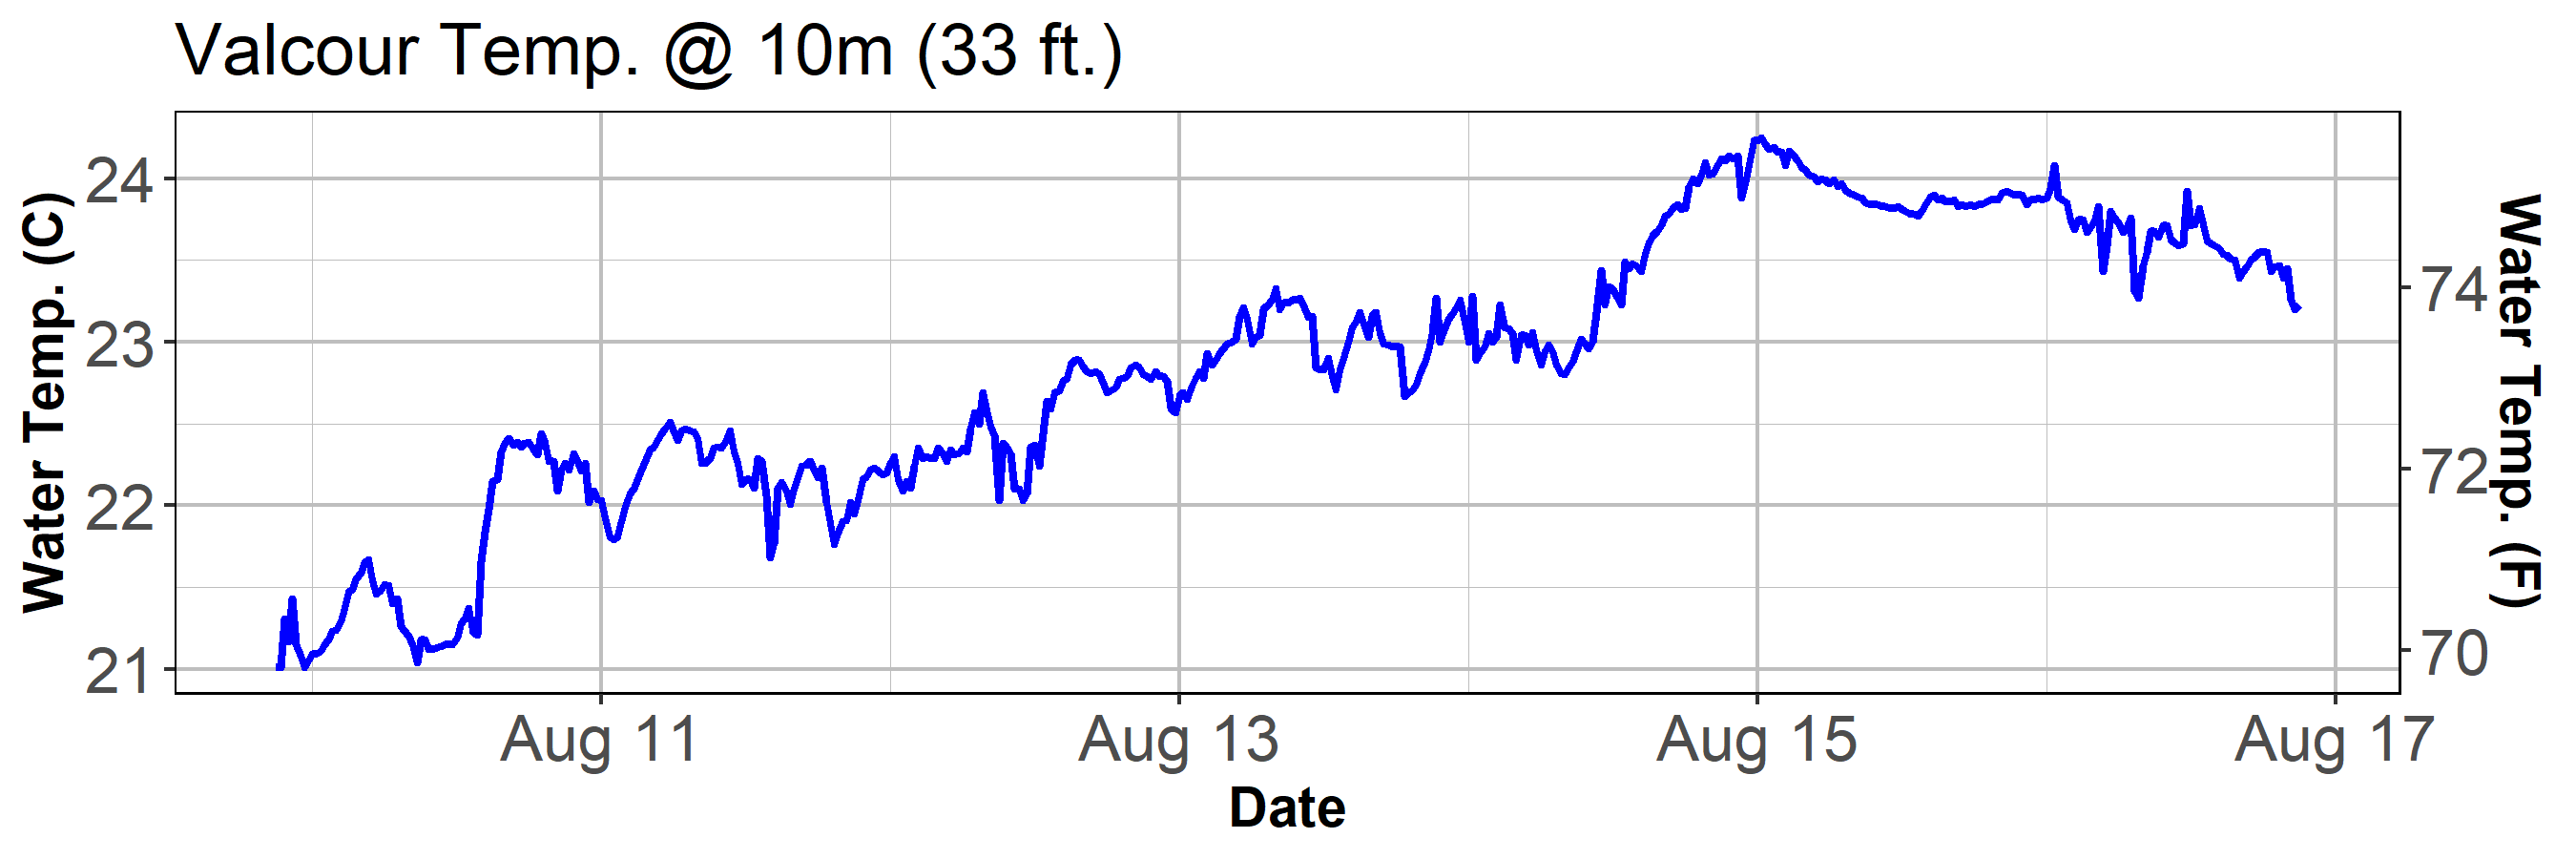 Valcour Temp. @ 10m (33 ft.)
Water Temp. (C)
24
23
22
21
74
72
70
Water Temp. (F)
Aug 11
Aug 13
Aug 15
Aug 17
Date